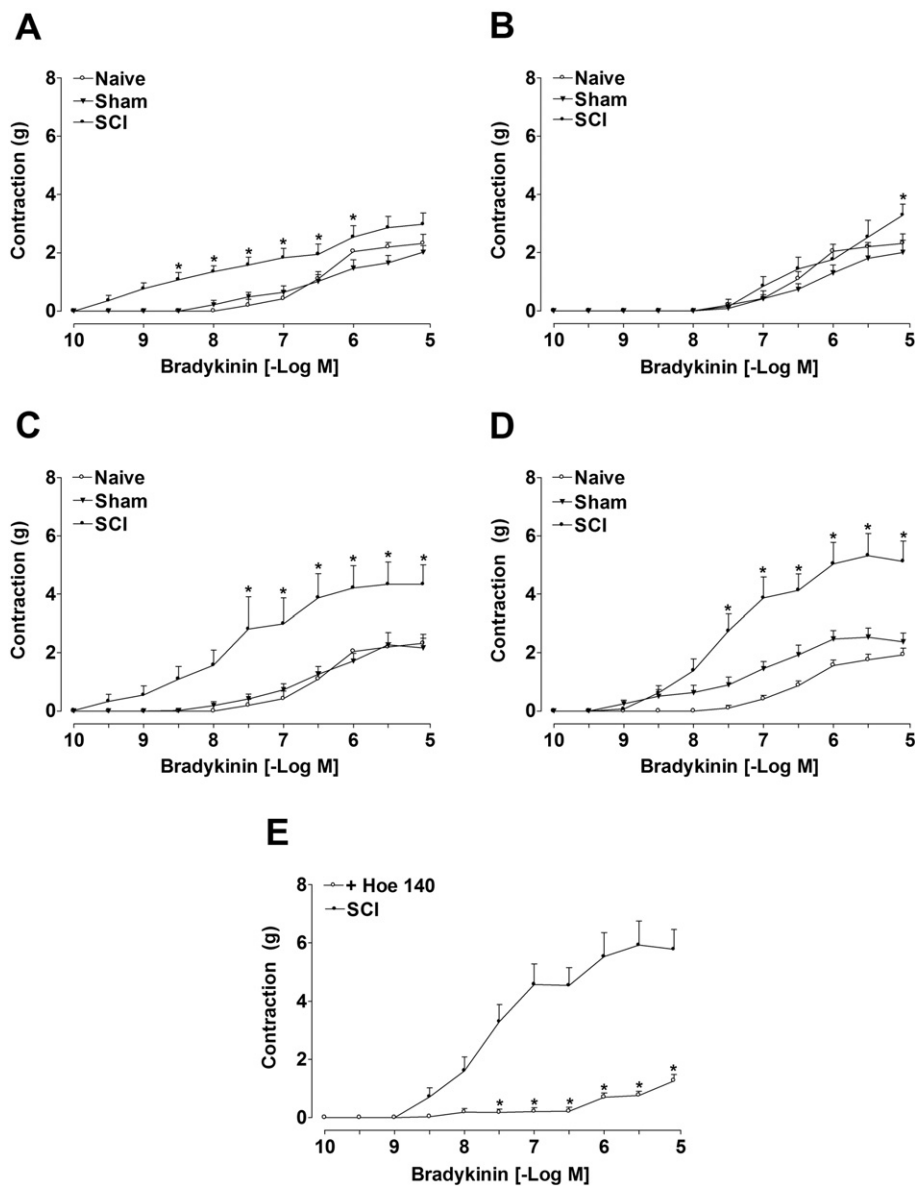 A
Naive
Sham
SCI
Contraction (g)
8
6
4
2
0
*
*
*
*
*
*
10 9 8 7 6 5
Bradykinin [-Log M]
B
Naive
Sham
SCI
Contraction (g)
8
6
4
2
0
*
10 9 8 7 6 5
Bradykinin [-Log M]
C
Naive
Sham
SCI
Contraction (g)
8
6
4
2
0
*
*
*
*
*
*
10 9 8 7 6 5
Bradykinin [-Log M]
D
Naive
Sham
SCI
Contraction (g)
8
6
4
2
0
*
*
*
*
*
*
10 9 8 7 6 5
Bradykinin [-Log M]
E
+ Hoe 140
SCI
Contraction (g)
8
6
4
2
0
*
*
*
*
*
*
10 9 8 7 6 5
Bradykinin [-Log M]